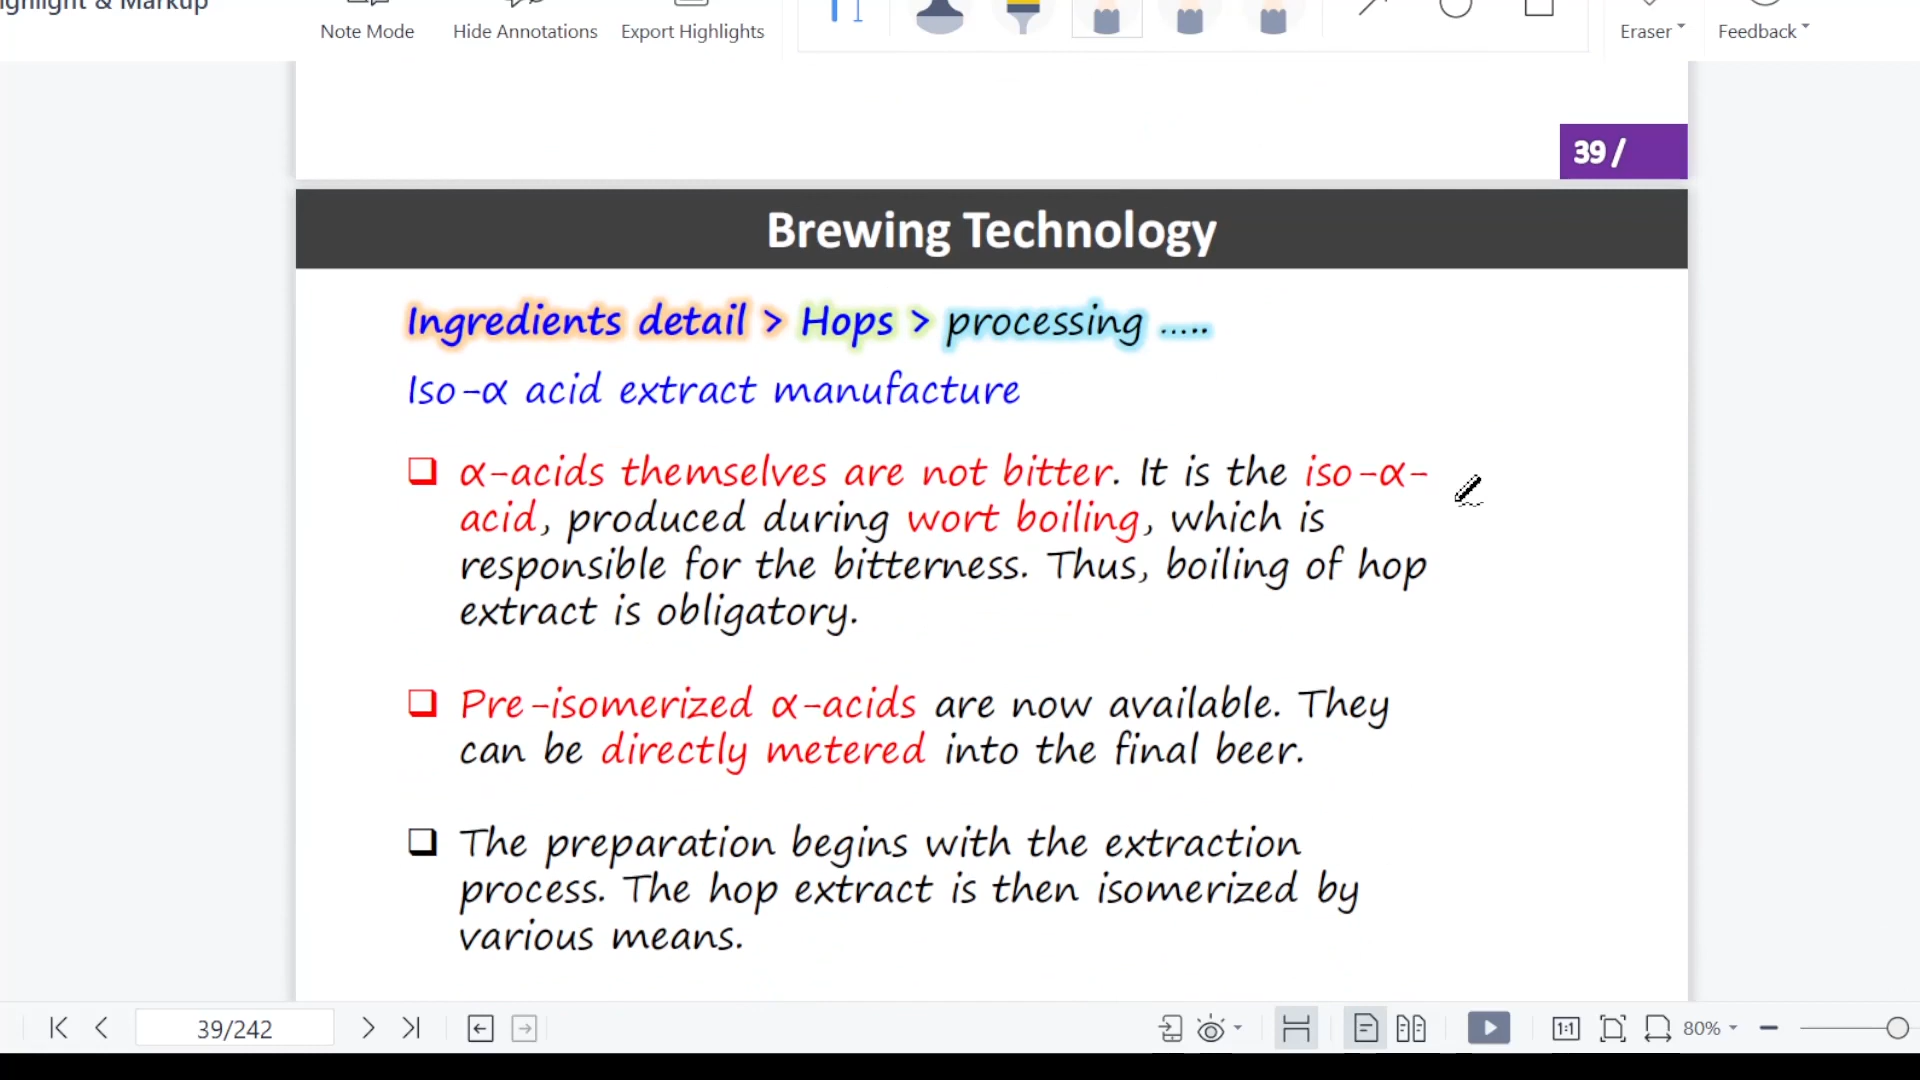 ghlight & Markup
Note Mode
Hide Annotations
Export Highlights
Eraser
Feedback
39 /
Brewing Technology
Ingredients detail > Hops > processing .....
Iso-α acid extract manufacture
α-acids themselves are not bitter. It is the iso-α-
acid, produced during wort boiling, which is
responsible for the bitterness. Thus, boiling of hop
extract is obligatory.
Pre-isomerized α-acids are now available. They
can be directly metered into the final beer.
The preparation begins with the extraction
process. The hop extract is then isomerized by
various means.
39/242
1:1
80%